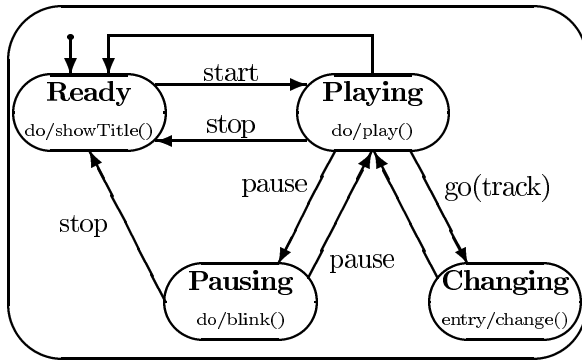 start
Ready
do/showTitle()
Playing
do/play()
stop
pause
go(track)
stop
pause
Pausing
do/blink()
Changing
entry/change()